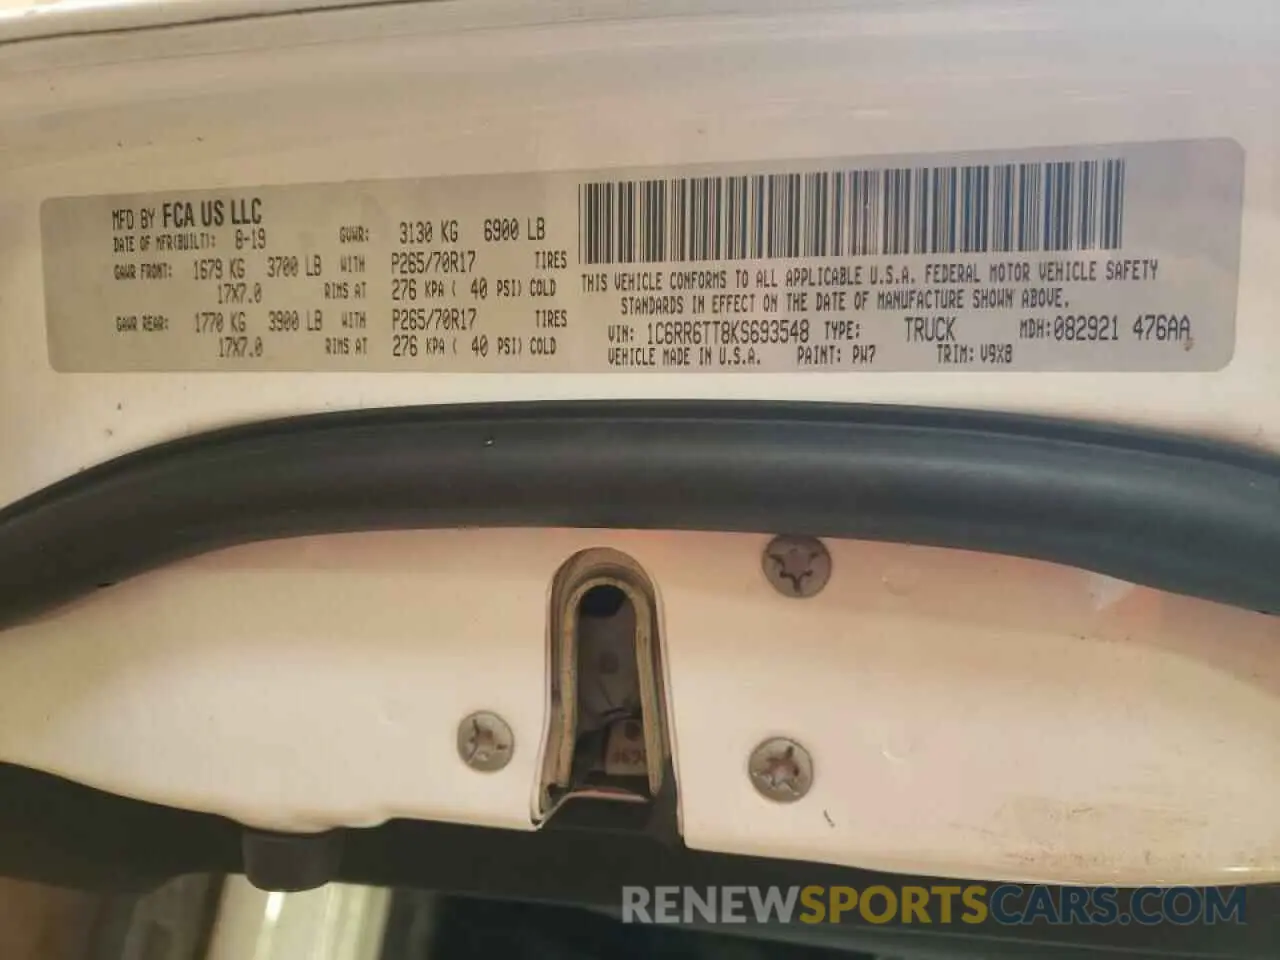 MFD BY FCA US LLC
DATE OF MFR(BUILT): 8-19 GVWR: 3130 KG 6900 LB
GAWR FRONT: 1679 KG 3700 LB WITH P265/70R17 TIRES
17X7.0 RIMS AT 276 KPA ( 40 PSI) COLD
GAWR REAR: 1770 KG 3900 LB WITH P265/70R17 TIRES
17X7.0 RIMS AT 276 KPA ( 40 PSI) COLD
THIS VEHICLE CONFORMS TO ALL APPLICABLE U.S.A. FEDERAL MOTOR VEHICLE SAFETY
STANDARDS IN EFFECT ON THE DATE OF MANUFACTURE SHOWN ABOVE.
VIN: 1C6RR6TT8KS693548 TYPE: TRUCK MDH:082921 476AA
VEHICLE MADE IN U.S.A. PAINT: PW7 TRIM: V9X8
RENEWSPORTSCARS.COM